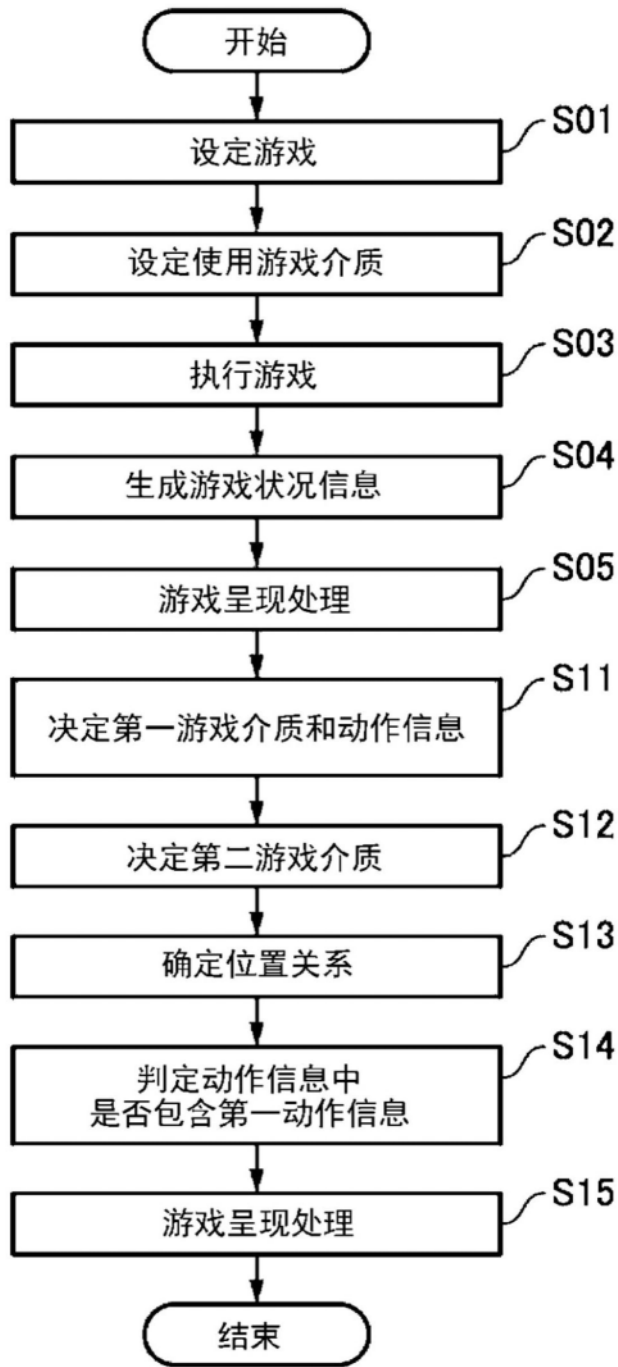 开始
S01
设定游戏
S02
设定使用游戏介质
S03
执行游戏
S04
生成游戏状况信息
S05
游戏呈现处理
S11
决定第一游戏介质和动作信息
S12
决定第二游戏介质
S13
确定位置关系
S14
判定动作信息中
是否包含第一动作信息
S15
游戏呈现处理
结束